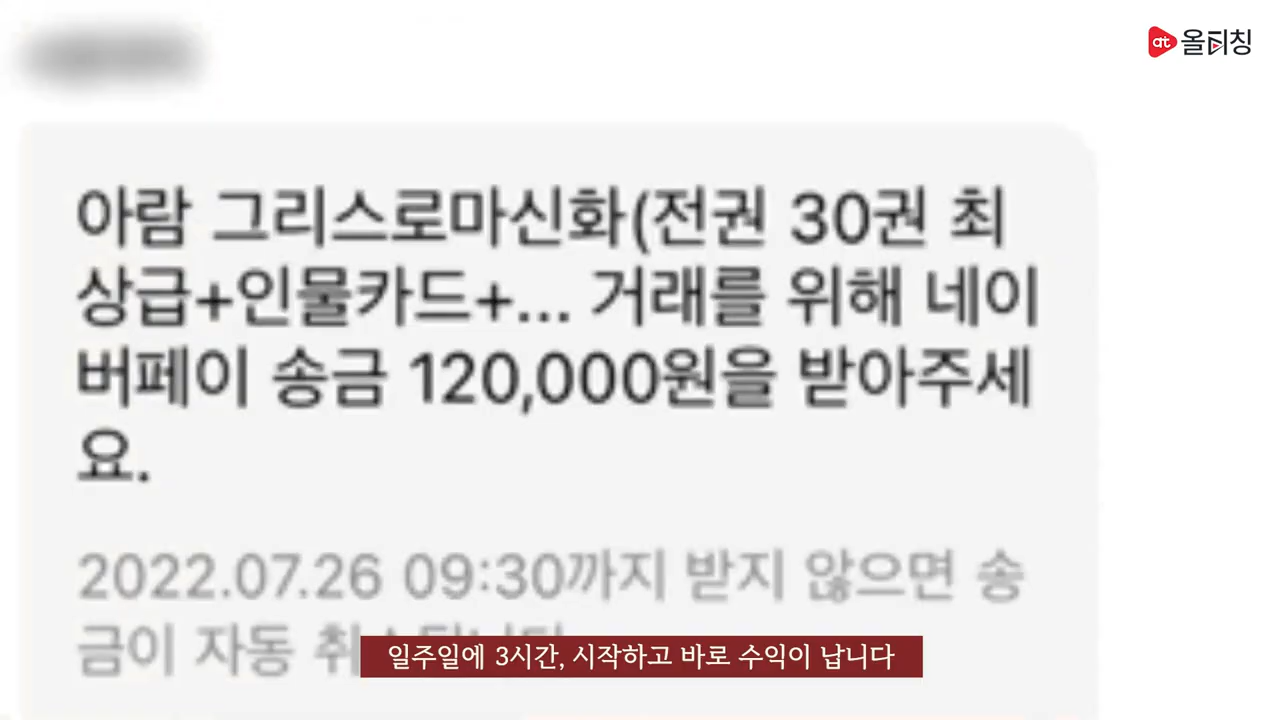 at 올티칭
아람 그리스로마신화(전권 30권 최
상급+인물카드+... 거래를 위해 네이
버페이 송금 120,000원을 받아주세
요.
2022.07.26 09:30까지 받지 않으면 송
금이 자동 취
일주일에 3시간, 시작하고 바로 수익이 납니다